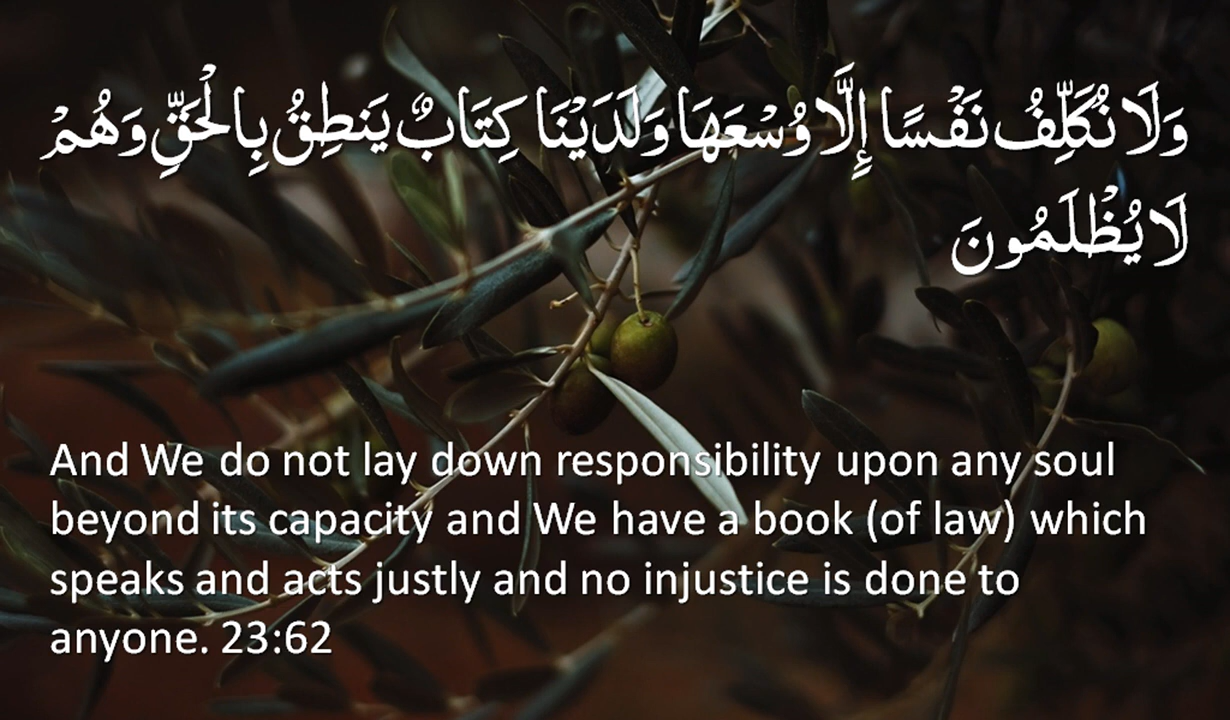 وَلَا نُكَلِّفُ نَفْسًا إِلَّا وُسْعَهَا وَلَدَيْنَا كِتَابٌ يَنطِقُ بِالْحَقِّ وَهُمْ
لَا يُظْلَمُونَ
And We do not lay down responsibility upon any soul
beyond its capacity and We have a book (of law) which
speaks and acts justly and no injustice is done to
anyone. 23:62